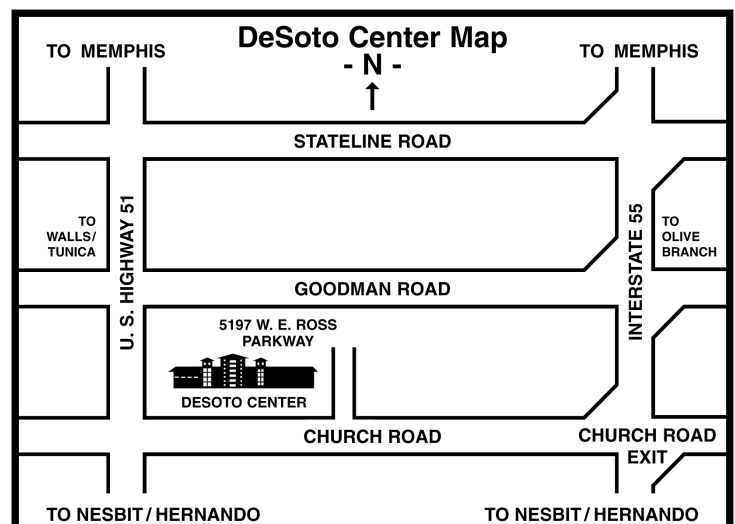 DeSoto Center Map
- N -
TO MEMPHIS
TO MEMPHIS
STATELINE ROAD
TO
WALLS/
TUNICA
U. S. HIGHWAY 51
INTERSTATE 55
TO
OLIVE
BRANCH
GOODMAN ROAD
5197 W. E. ROSS
PARKWAY
DESOTO CENTER
CHURCH ROAD
CHURCH ROAD
EXIT
TO NESBIT / HERNANDO
TO NESBIT / HERNANDO